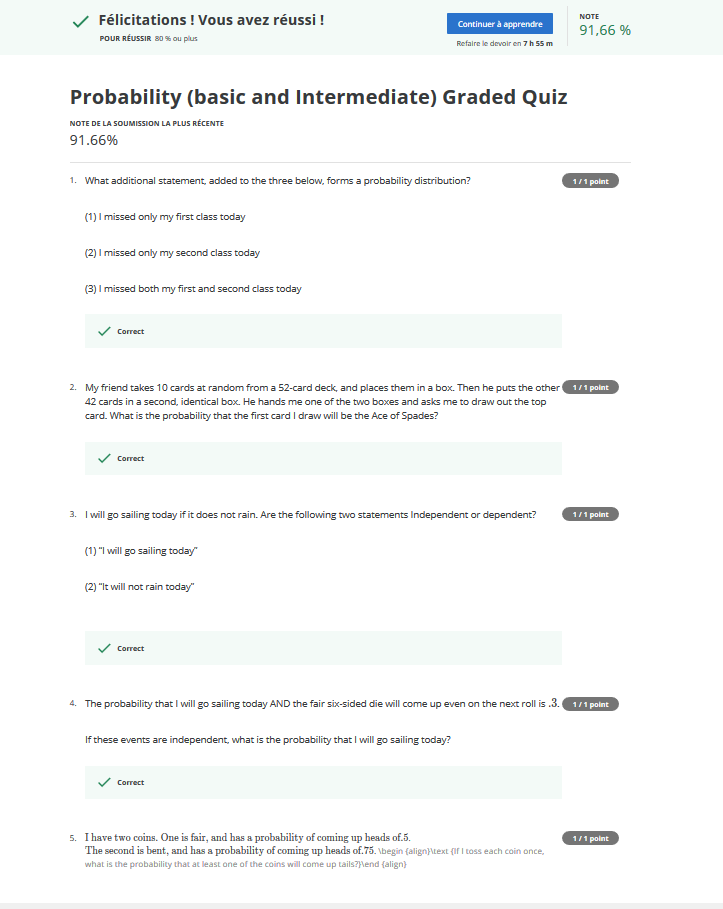 Félicitations ! Vous avez réussi !
POUR RÉUSSIR 80 % ou plus
Continuer à apprendre
Refaire le devoir en 7 h 55 m
NOTE
91,66 %
Probability (basic and Intermediate) Graded Quiz
NOTE DE LA SOUMISSION LA PLUS RÉCENTE
91.66%
1. What additional statement, added to the three below, forms a probability distribution?
1 / 1 point
(1) I missed only my first class today
(2) I missed only my second class today
(3) I missed both my first and second class today
Correct
2. My friend takes 10 cards at random from a 52-card deck, and places them in a box. Then he puts the other
1 / 1 point
42 cards in a second, identical box. He hands me one of the two boxes and asks me to draw out the top
card. What is the probability that the first card I draw will be the Ace of Spades?
Correct
3. I will go sailing today if it does not rain. Are the following two statements Independent or dependent?
1 / 1 point
(1) "I will go sailing today"
(2) "It will not rain today"
Correct
4. The probability that I will go sailing today AND the fair six-sided die will come up even on the next roll is .3.
1 / 1 point
If these events are independent, what is the probability that I will go sailing today?
Correct
5. I have two coins. One is fair, and has a probability of coming up heads of.5.
1 / 1 point
The second is bent, and has a probability of coming up heads of.75. \begin {align}\text {If I toss each coin once,
what is the probability that at least one of the coins will come up tails?}\end {align}